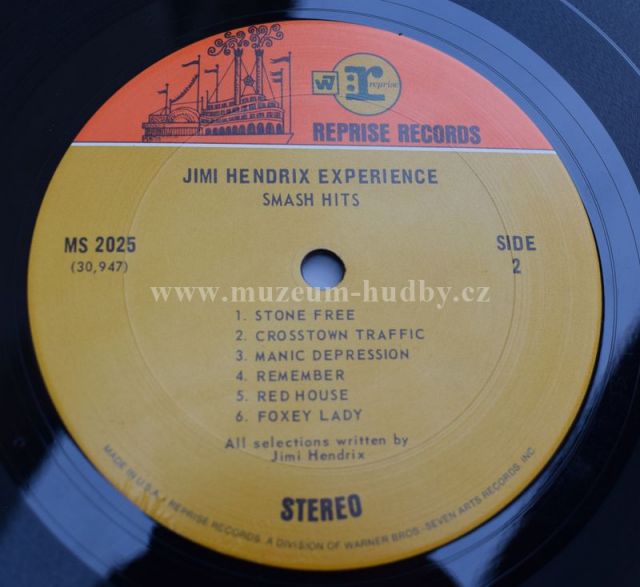 W7 r reprise
REPRISE RECORDS
JIMI HENDRIX EXPERIENCE
SMASH HITS
MS 2025
(30,947)
SIDE
2
www.muzeum-hudby.cz
1. STONE FREE
2. CROSSTOWN TRAFFIC
3. MANIC DEPRESSION
4. REMEMBER
5. RED HOUSE
6. FOXEY LADY
All selections written by
Jimi Hendrix
STEREO
MADE IN U.S.A. • REPRISE RECORDS, A DIVISION OF WARNER BROS.-SEVEN ARTS RECORDS, INC.